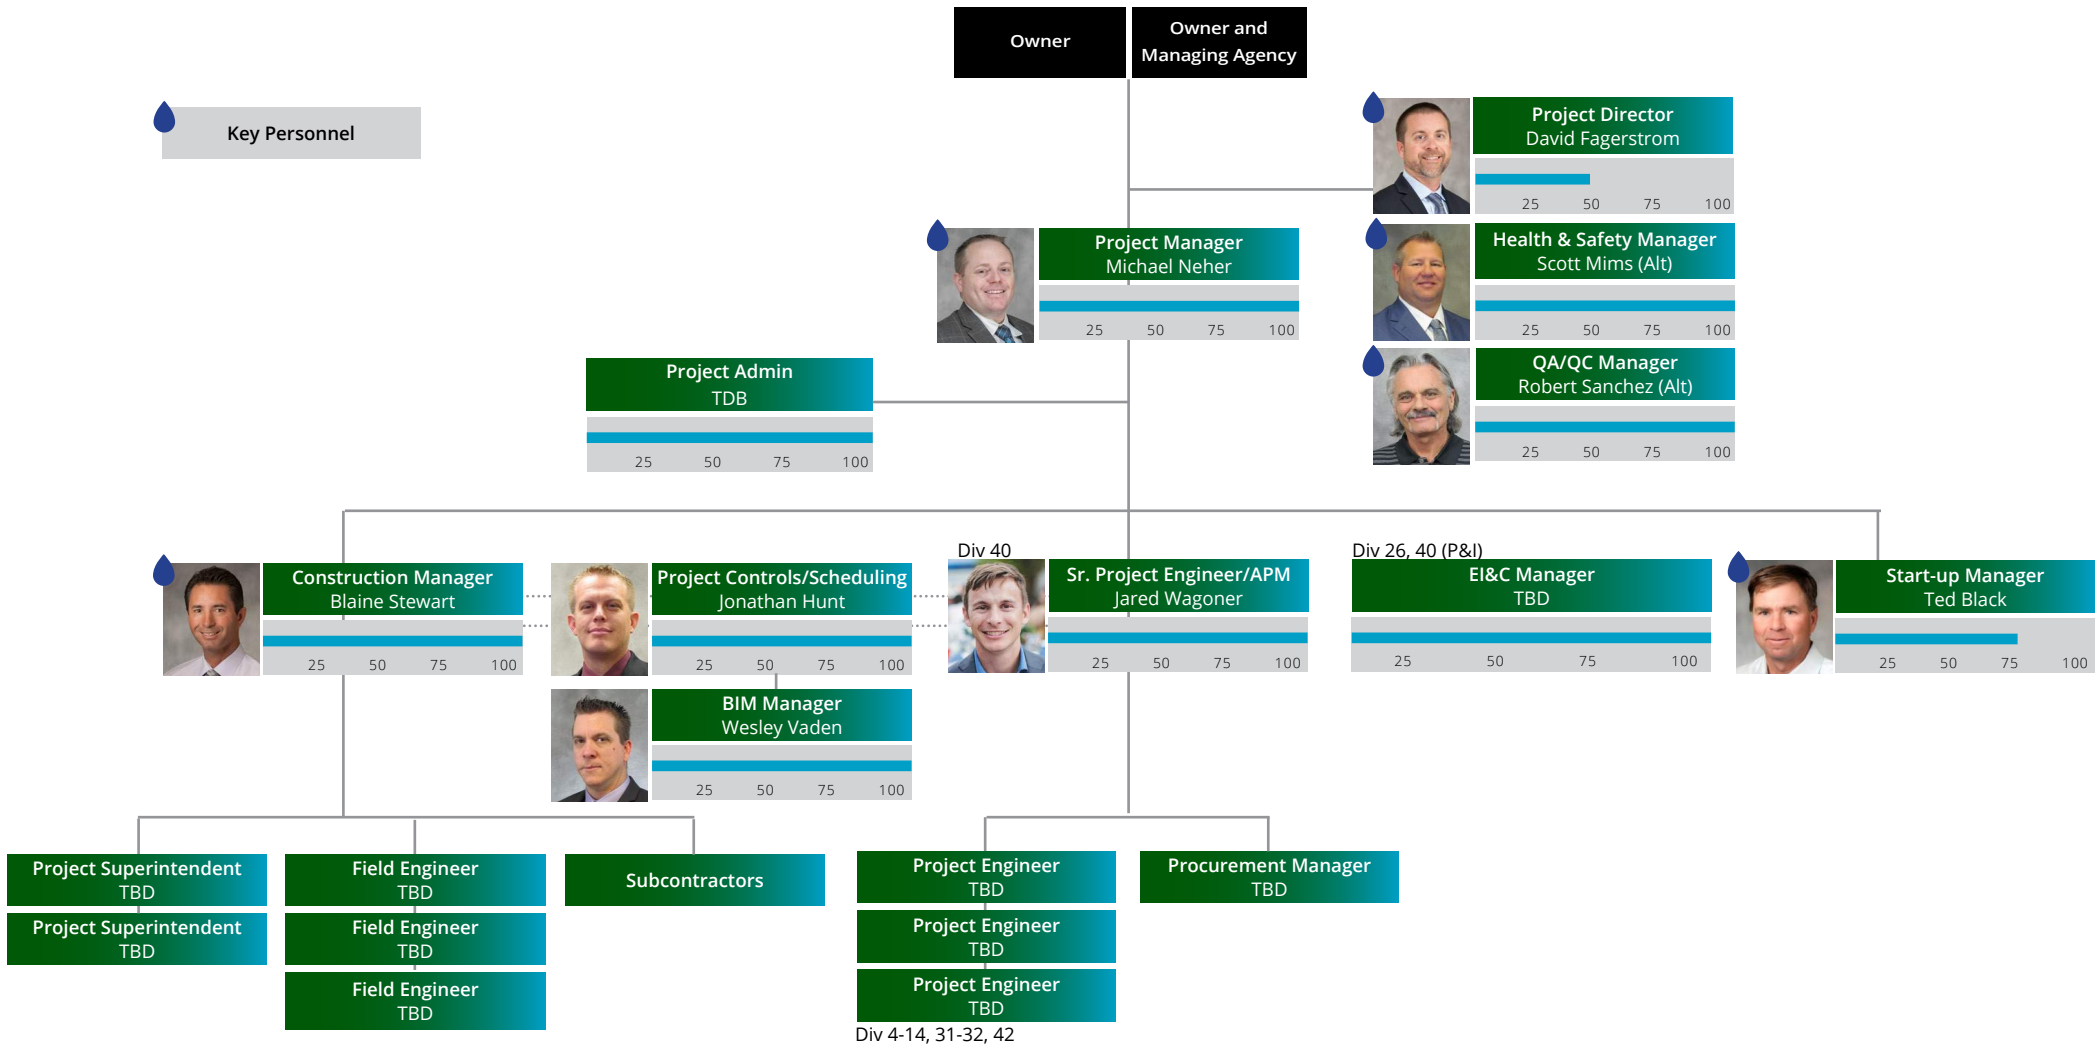 Owner
Owner and
Managing Agency
Key Personnel
Project Director
David Fagerstrom
25 50 75 100
Project Manager
Michael Neher
25 50 75 100
Health & Safety Manager
Scott Mims (Alt)
25 50 75 100
Project Admin
TDB
25 50 75 100
QA/QC Manager
Robert Sanchez (Alt)
25 50 75 100
Construction Manager
Blaine Stewart
25 50 75 100
Project Controls/Scheduling
Jonathan Hunt
25 50 75 100
Div 40
Sr. Project Engineer/APM
Jared Wagoner
25 50 75 100
Div 26, 40 (P&I)
EI&C Manager
TBD
25 50 75 100
Start-up Manager
Ted Black
25 50 75 100
BIM Manager
Wesley Vaden
25 50 75 100
Project Superintendent
TBD
Project Superintendent
TBD
Field Engineer
TBD
Field Engineer
TBD
Field Engineer
TBD
Subcontractors
Project Engineer
TBD
Project Engineer
TBD
Project Engineer
TBD
Div 4-14, 31-32, 42
Procurement Manager
TBD